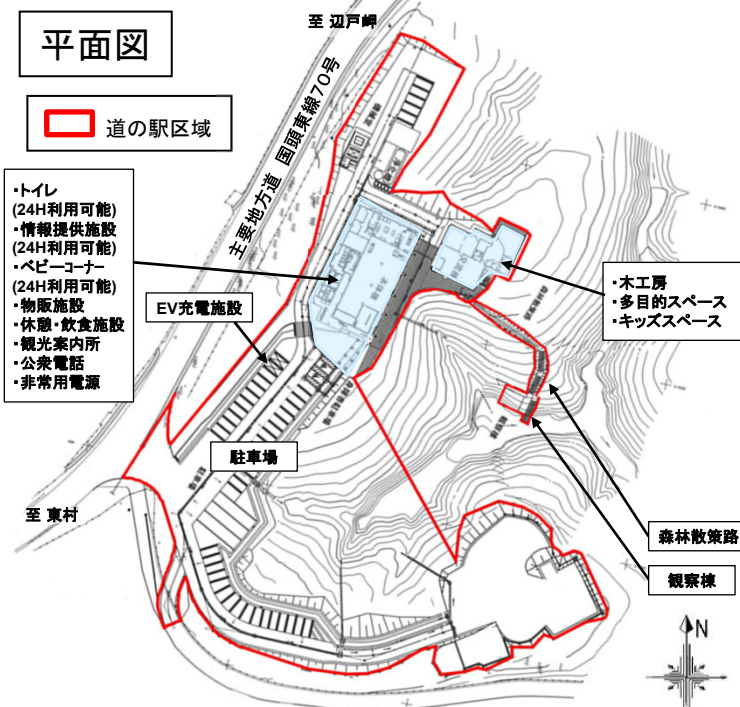 平面図
至 辺戸岬
道の駅区域
主要地方道 国頭東線70号
・トイレ
(24H利用可能)
・情報提供施設
(24H利用可能)
・ベビーコーナー
(24H利用可能)
・物販施設
・休憩・飲食施設
・観光案内所
・公衆電話
・非常用電源
EV充電施設
・木工房
・多目的スペース
・キッズスペース
駐車場
駐車場
観察棟
至 東村
森林散策路
観察棟
N